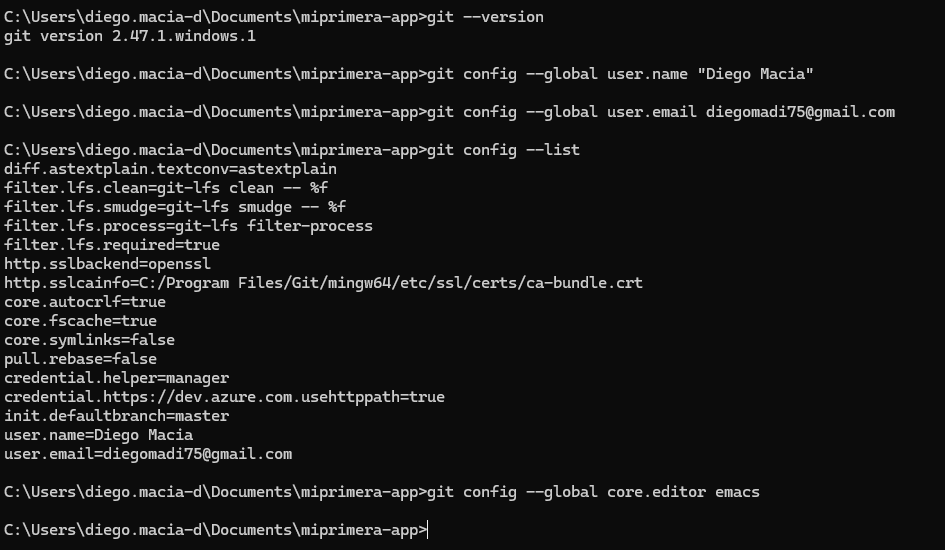 C:\Users\diego.macia-d\Documents\miprimera-app>git --version
git version 2.47.1.windows.1
C:\Users\diego.macia-d\Documents\miprimera-app>git config --global user.name "Diego Macia"
C:\Users\diego.macia-d\Documents\miprimera-app>git config --global user.email diegomadi75@gmail.com
C:\Users\diego.macia-d\Documents\miprimera-app>git config --list
diff.astextplain.textconv=astextplain
filter.lfs.clean=git-lfs clean -- %f
filter.lfs.smudge=git-lfs smudge -- %f
filter.lfs.process=git-lfs filter-process
filter.lfs.required=true
http.sslbackend=openssl
http.sslcainfo=C:/Program Files/Git/mingw64/etc/ssl/certs/ca-bundle.crt
core.autocrlf=true
core.fscache=true
core.symlinks=false
pull.rebase=false
credential.helper=manager
credential.https://dev.azure.com.usehttppath=true
init.defaultbranch=master
user.name=Diego Macia
user.email=diegomadi75@gmail.com
C:\Users\diego.macia-d\Documents\miprimera-app>git config --global core.editor emacs
C:\Users\diego.macia-d\Documents\miprimera-app>